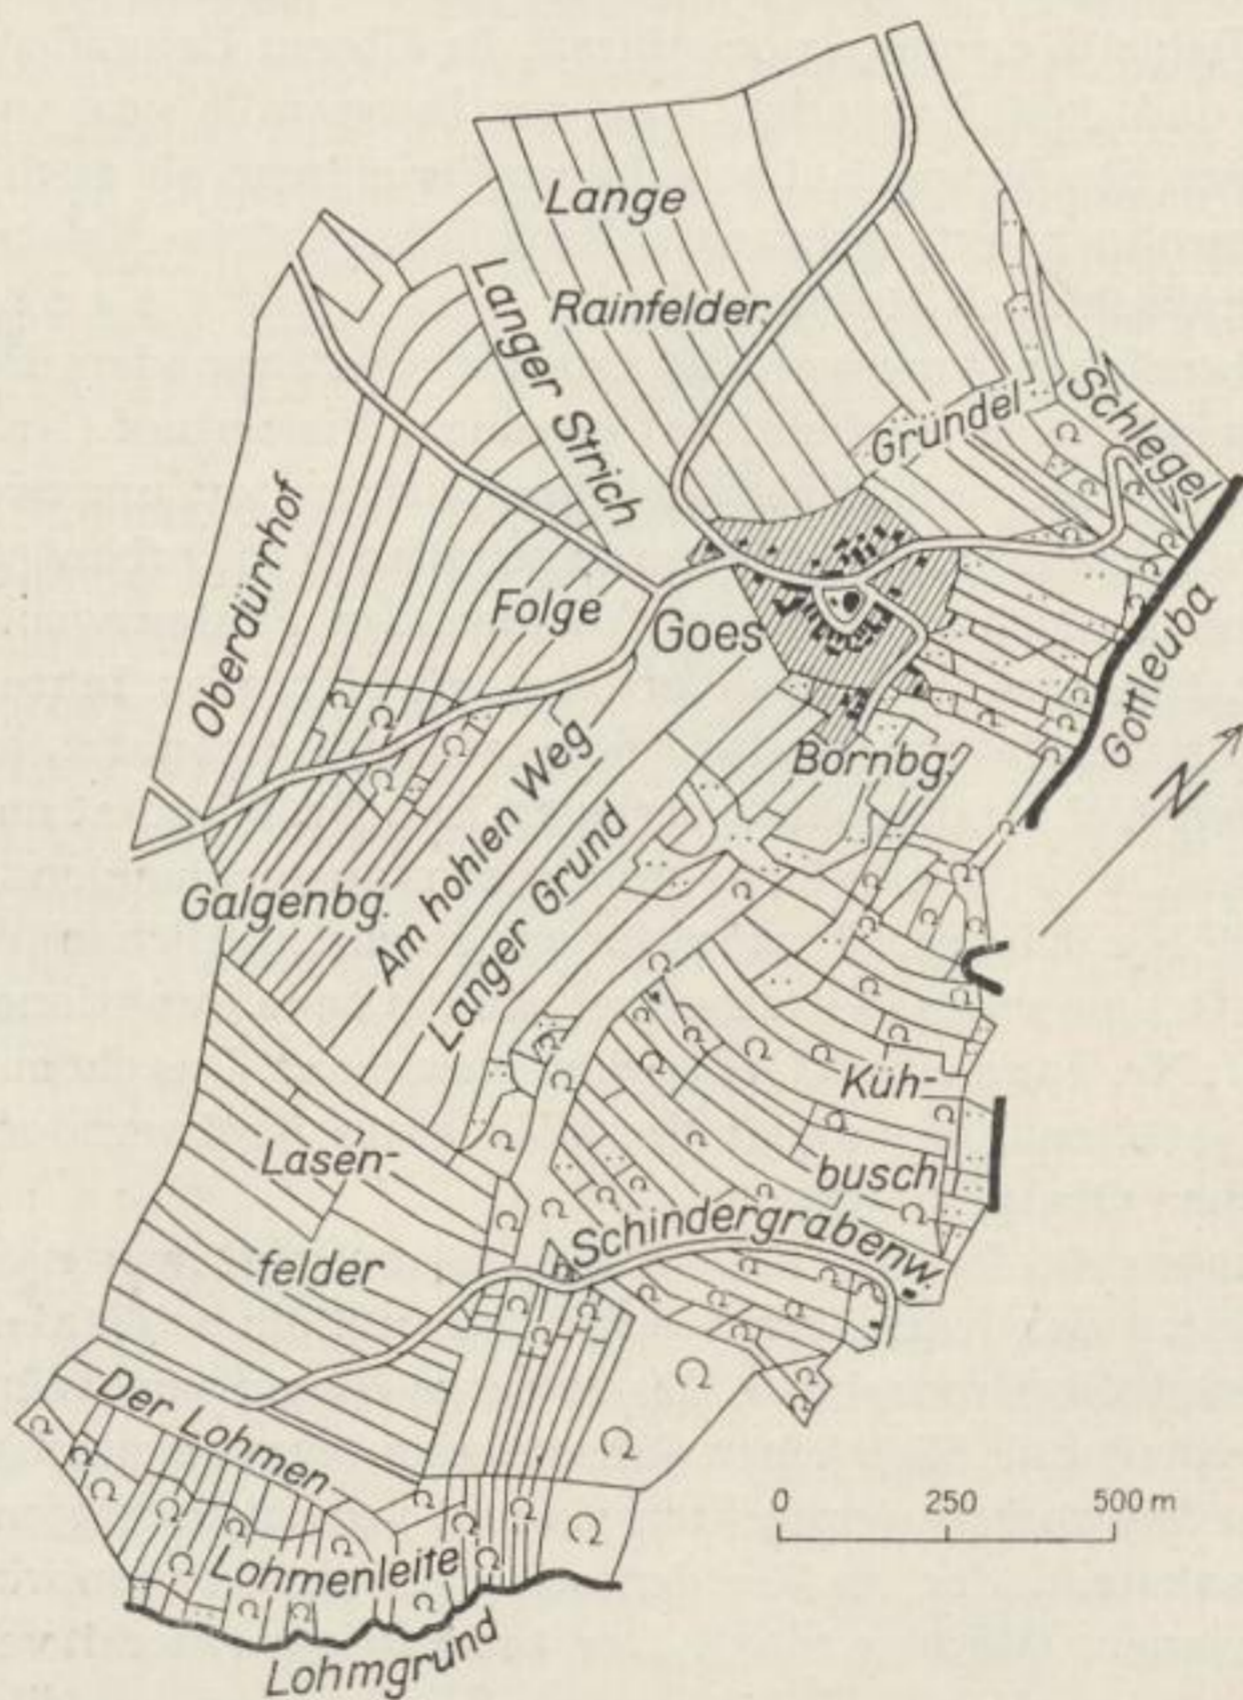 Lange
Rainfelder
Langer Strich
Gründel
Schlegel
Oberdürrhof
Folge
Goes
Gottleuba
Bornbg.
N
Am hohlen Weg
Langer Grund
Galgenbg.
Küh-
busch
Lasen-
felder
Schindergrabenw.
Der Lohmen
0 250 500 m
Lohmenleite
Lohmgrund